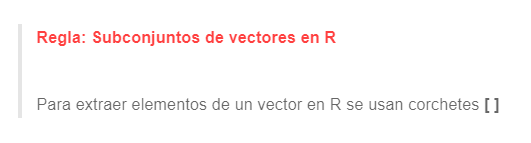 Regla: Subconjuntos de vectores en R
Para extraer elementos de un vector en R se usan corchetes [ ]